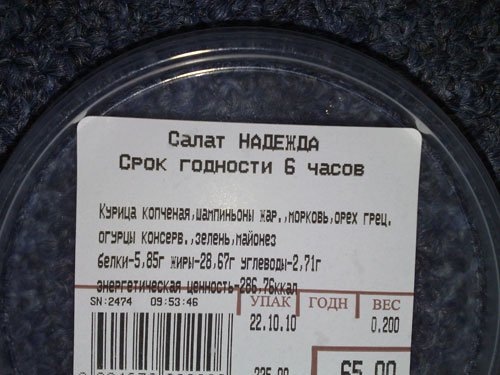 Салат НАДЕЖДА
Срок годности 6 часов
Курица копченая,шампиньоны жар.,морковь,орех грец.
огурцы консерв.,зелень,майонез
белки-5,85г жиры-28,67г углеводы-2,71г
энергетическая ценность-286,76ккал
SN:2474 09:53:46 УПАК ГОДН ВЕС
22.10.10 0.200
65.00